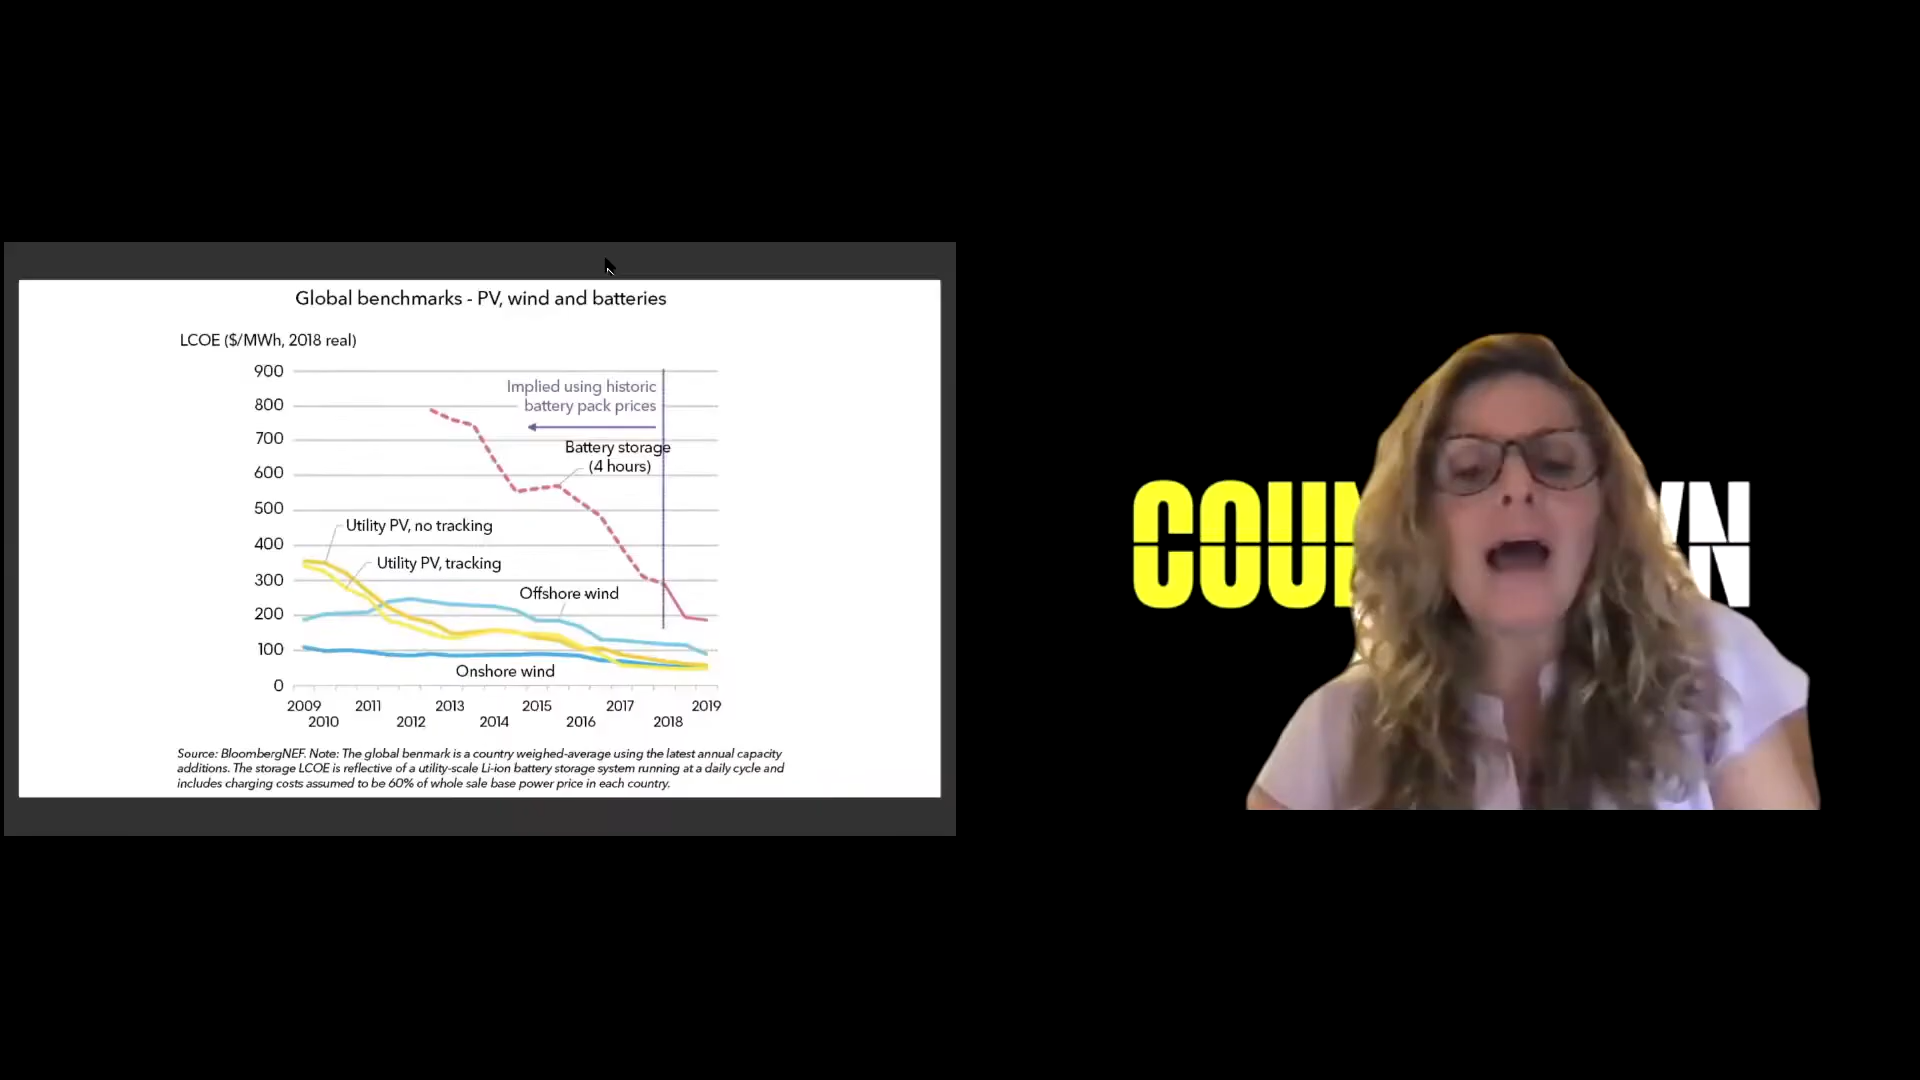 Global benchmarks - PV, wind and batteries
LCOE ($/MWh, 2018 real)
900
800
700
600
500
400
300
200
100
0
Implied using historic
battery pack prices
Battery storage
(4 hours)
Utility PV, no tracking
Utility PV, tracking
Offshore wind
Onshore wind
2009 2010 2011 2012 2013 2014 2015 2016 2017 2018 2019
Source: BloombergNEF. Note: The global benmark is a country weighed-average using the latest annual capacity
additions. The storage LCOE is reflective of a utility-scale Li-ion battery storage system running at a daily cycle and
includes charging costs assumed to be 60% of whole sale base power price in each country.